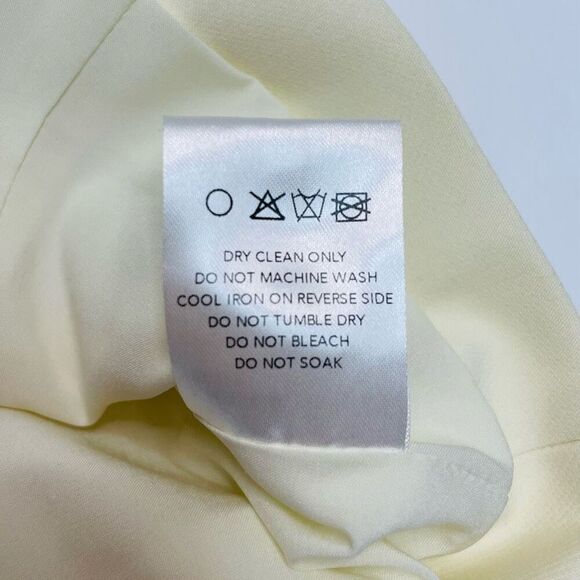 DRY CLEAN ONLY
DO NOT MACHINE WASH
COOL IRON ON REVERSE SIDE
DO NOT TUMBLE DRY
DO NOT BLEACH
DO NOT SOAK